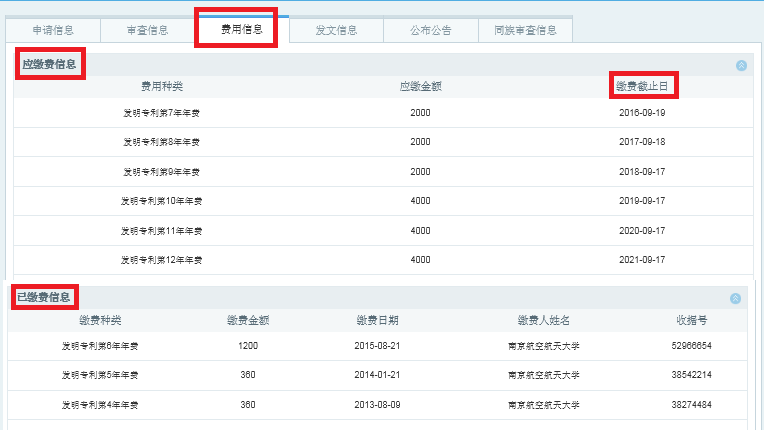 申请信息 审查信息 费用信息 发文信息 公布公告 同族审查信息
应缴费信息
费用种类 应缴金额 缴费截止日
发明专利第7年年费 2000 2016-09-19
发明专利第8年年费 2000 2017-09-18
发明专利第9年年费 2000 2018-09-17
发明专利第10年年费 4000 2019-09-17
发明专利第11年年费 4000 2020-09-17
发明专利第12年年费 4000 2021-09-17
已缴费信息
缴费种类 缴费金额 缴费日期 缴费人姓名 收据号
发明专利第6年年费 1200 2015-08-21 南京航空航天大学 52966654
发明专利第5年年费 360 2014-01-21 南京航空航天大学 38542214
发明专利第4年年费 360 2013-08-09 南京航空航天大学 38274484